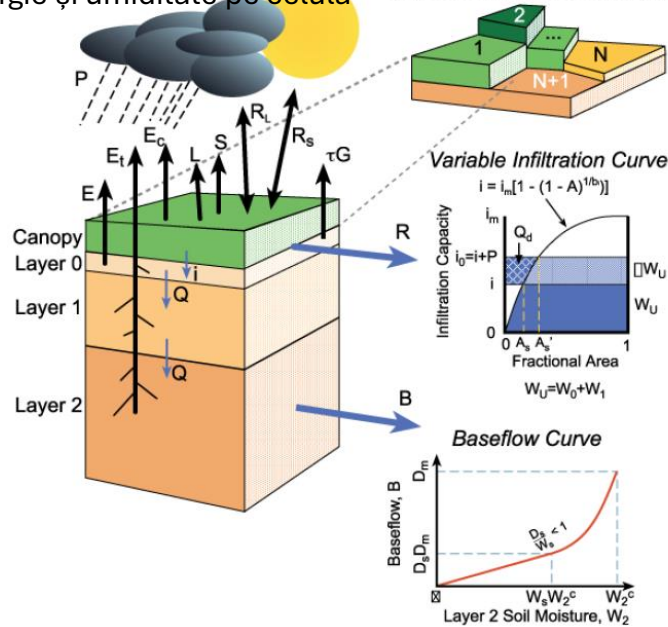 rgie și umiditate pe celulă
P
E
Et
Ec
L
S
RL
Rs
τG
Canopy
Layer 0
Layer 1
Layer 2
i
Q
Q
R
B
1
2
...
N
N+1
Variable Infiltration Curve
i = im[1 - (1 - A)1/bi)]
Infiltration Capacity
im
i0=i+P
i
0
Qd
▯WU
WU
0 As As' 1
Fractional Area
WU=W0+W1
Baseflow Curve
Baseflow, B
Dm
DsDm
Ds/Ws < 1
WsW2c W2c
Layer 2 Soil Moisture, W2